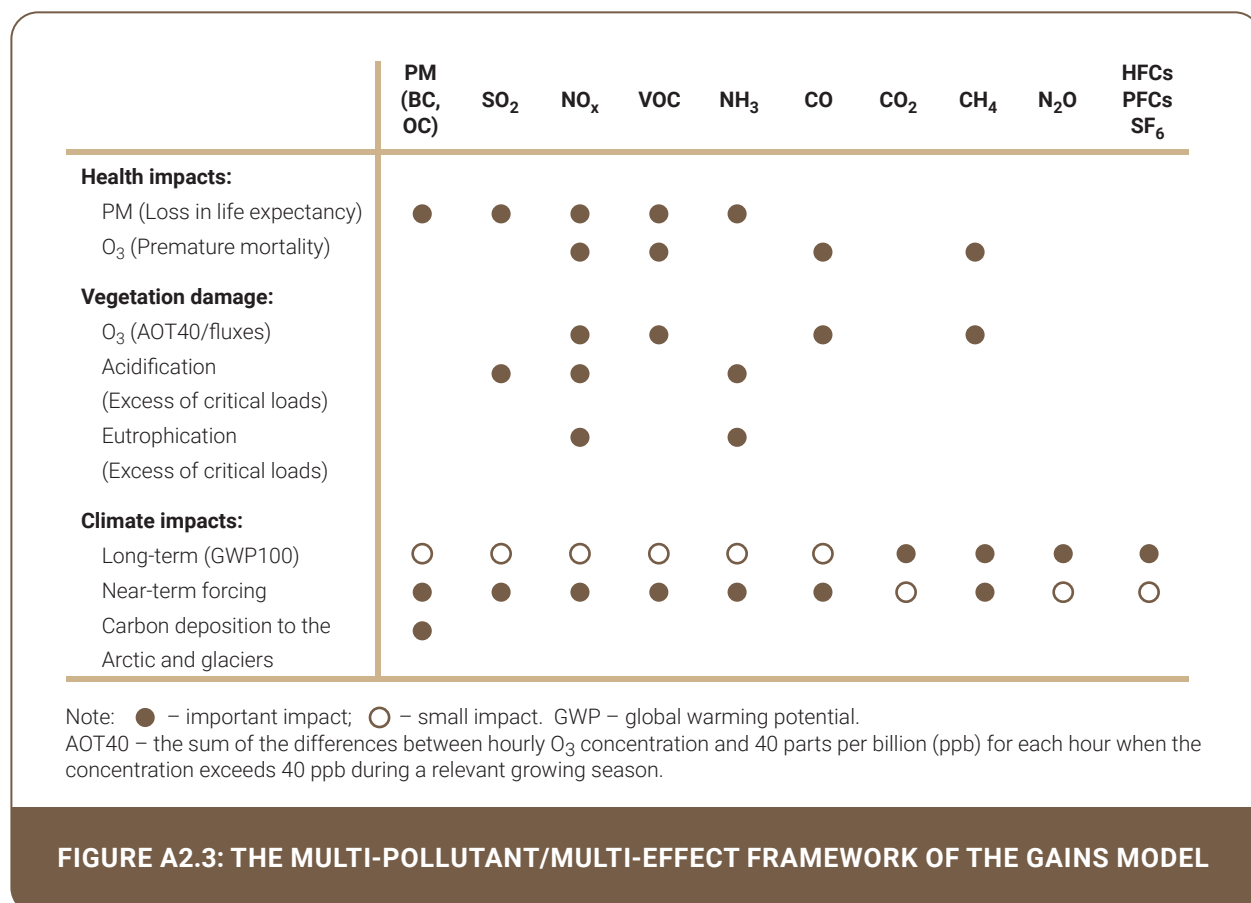 PM
(BC,
OC)
SO₂
NOₓ
VOC
NH₃
CO
CO₂
CH₄
N₂O
HFCs
PFCs
SF₆
Health impacts:
PM (Loss in life expectancy)
O₃ (Premature mortality)
Vegetation damage:
O₃ (AOT40/fluxes)
Acidification
(Excess of critical loads)
Eutrophication
(Excess of critical loads)
Climate impacts:
Long-term (GWP100)
Near-term forcing
Carbon deposition to the
Arctic and glaciers
Note: ● – important impact; ○ – small impact. GWP – global warming potential.
AOT40 – the sum of the differences between hourly O₃ concentration and 40 parts per billion (ppb) for each hour when the
concentration exceeds 40 ppb during a relevant growing season.
FIGURE A2.3: THE MULTI-POLLUTANT/MULTI-EFFECT FRAMEWORK OF THE GAINS MODEL